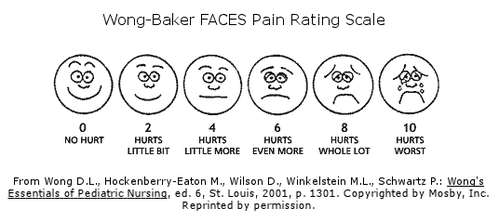 Wong-Baker FACES Pain Rating Scale
0 2 4 6 8 10
NO HURT HURTS HURTS HURTS HURTS HURTS
LITTLE BIT LITTLE MORE EVEN MORE WHOLE LOT WORST
From Wong D.L., Hockenberry-Eaton M., Wilson D., Winkelstein M.L., Schwartz P.: Wong's
Essentials of Pediatric Nursing, ed. 6, St. Louis, 2001, p. 1301. Copyrighted by Mosby, Inc.
Reprinted by permission.